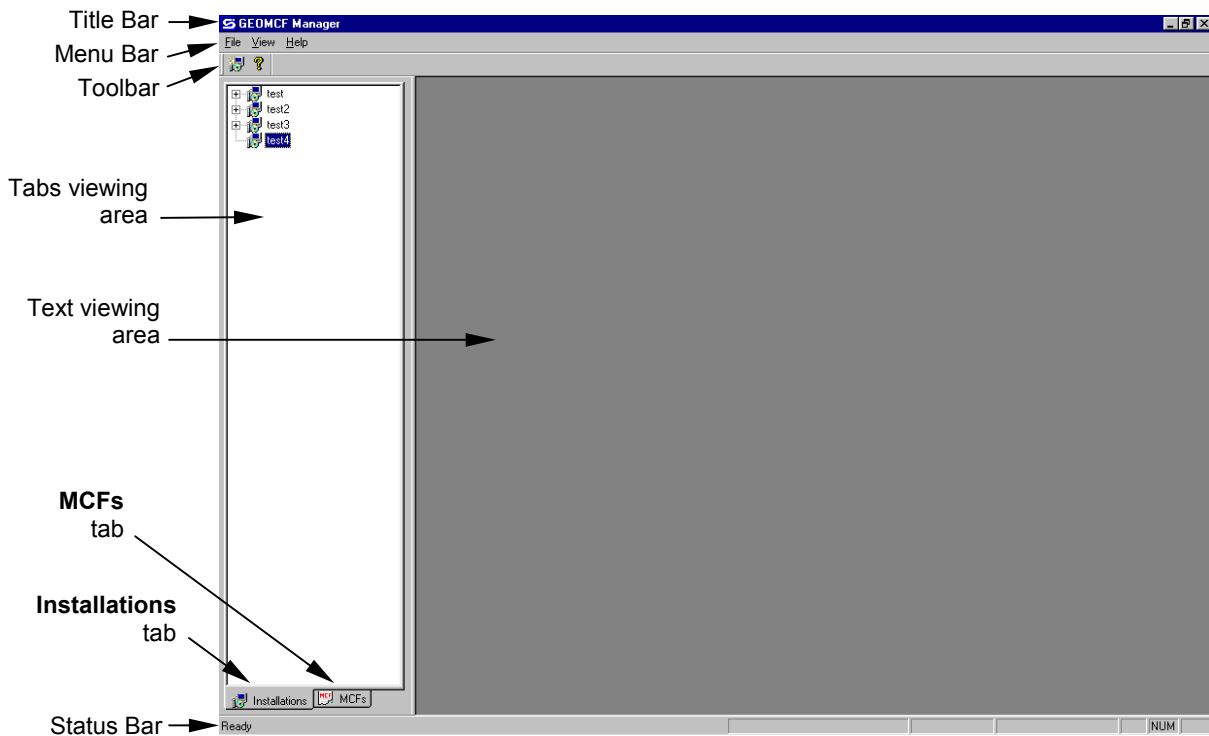 Title Bar
GEOMCF Manager
Menu Bar
File View Help
Toolbar
test
test2
test3
test4
Tabs viewing
area
Text viewing
area
MCFs
tab
Installations
tab
Installations MCF MCFs
Status Bar
Ready NUM